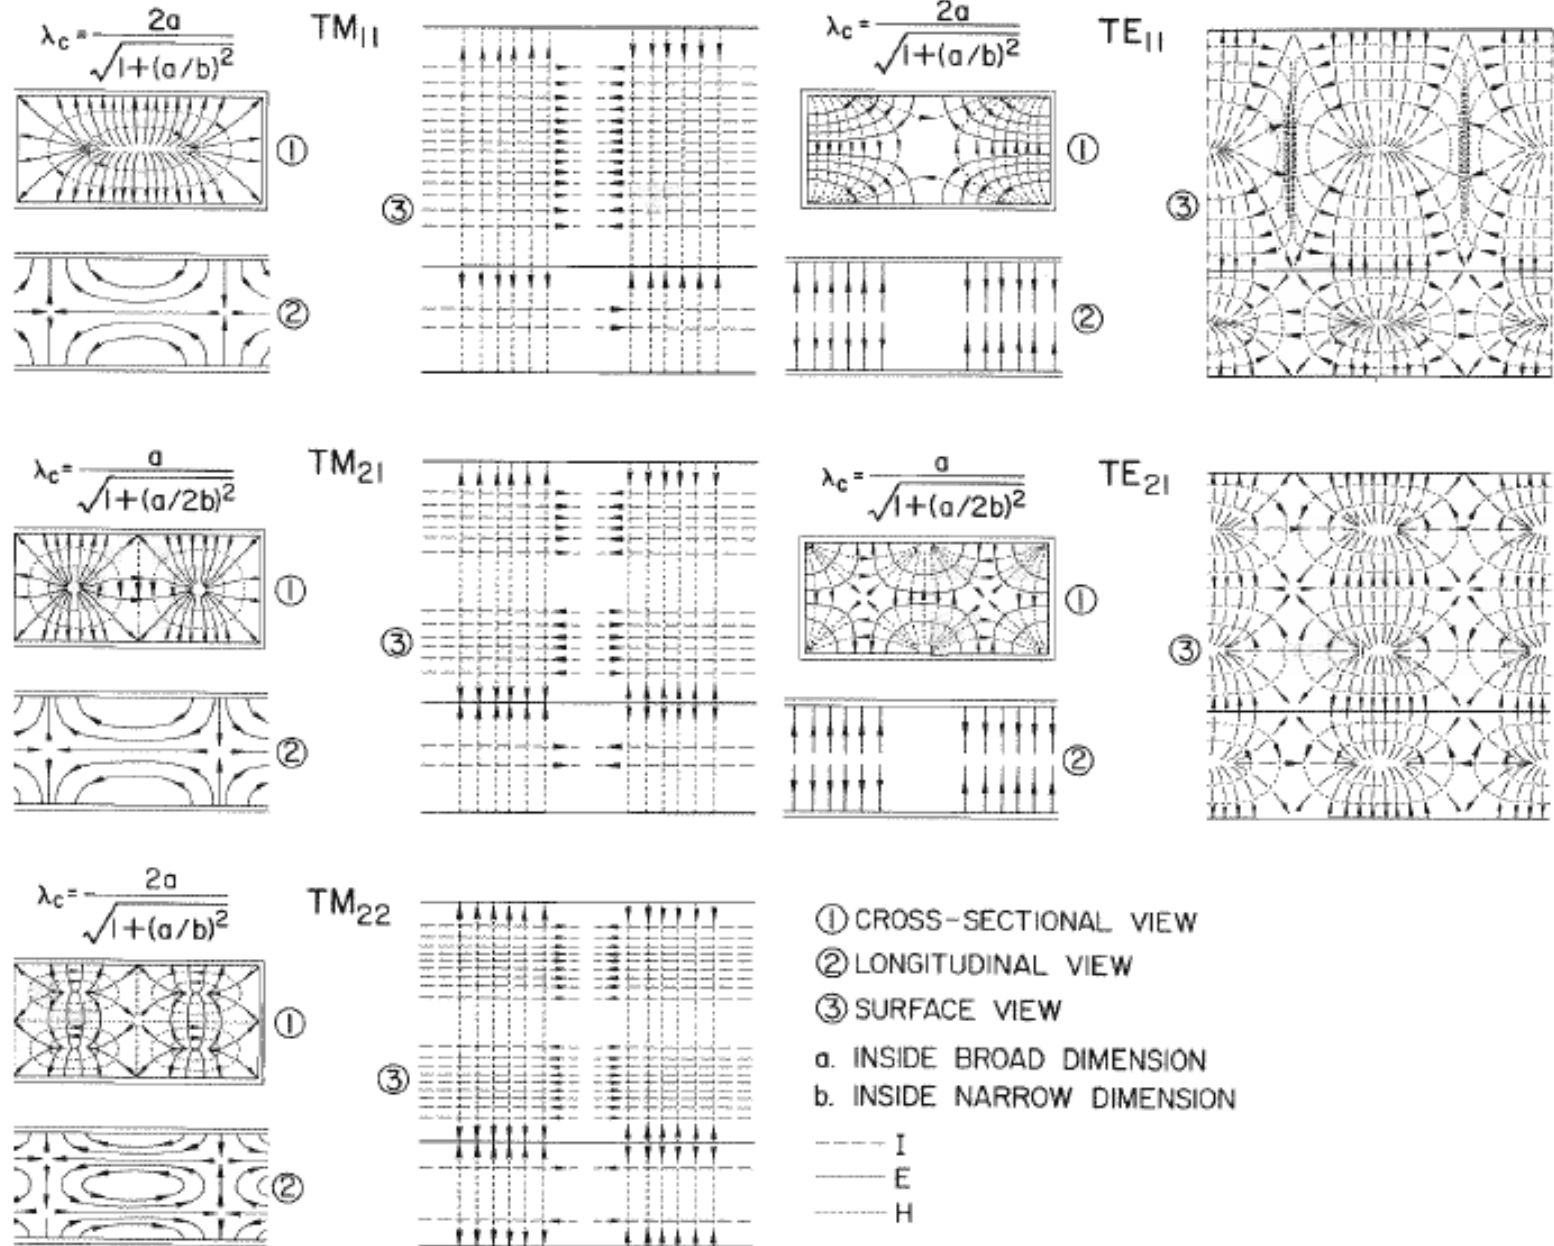 λc = 2a / √1+(a/b)²
TM11
①
②
③
λc = 2a / √1+(a/b)²
TE11
①
②
③
λc = a / √1+(a/2b)²
TM21
①
②
③
λc = a / √1+(a/2b)²
TE21
①
②
③
λc = 2a / √1+(a/b)²
TM22
①
②
③
① CROSS-SECTIONAL VIEW
② LONGITUDINAL VIEW
③ SURFACE VIEW
a. INSIDE BROAD DIMENSION
b. INSIDE NARROW DIMENSION
I
E
H